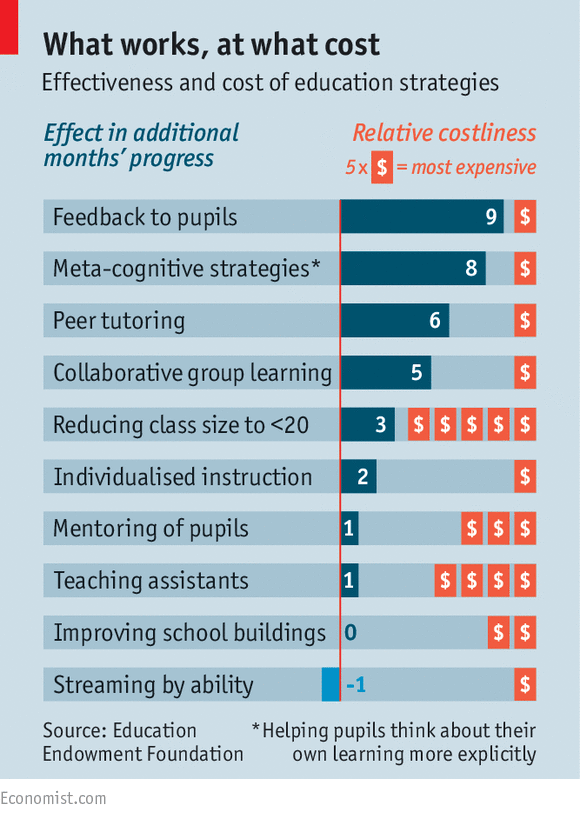 What works, at what cost
Effectiveness and cost of education strategies
Effect in additional
months' progress
Relative costliness
5 x $ = most expensive
Feedback to pupils 9 $
Meta-cognitive strategies* 8 $
Peer tutoring 6 $
Collaborative group learning 5 $
Reducing class size to <20 3 $ $ $ $ $
Individualised instruction 2 $
Mentoring of pupils 1 $ $ $
Teaching assistants 1 $ $ $ $
Improving school buildings 0 $ $
Streaming by ability -1 $
Source: Education
Endowment Foundation
*Helping pupils think about their
own learning more explicitly
Economist.com